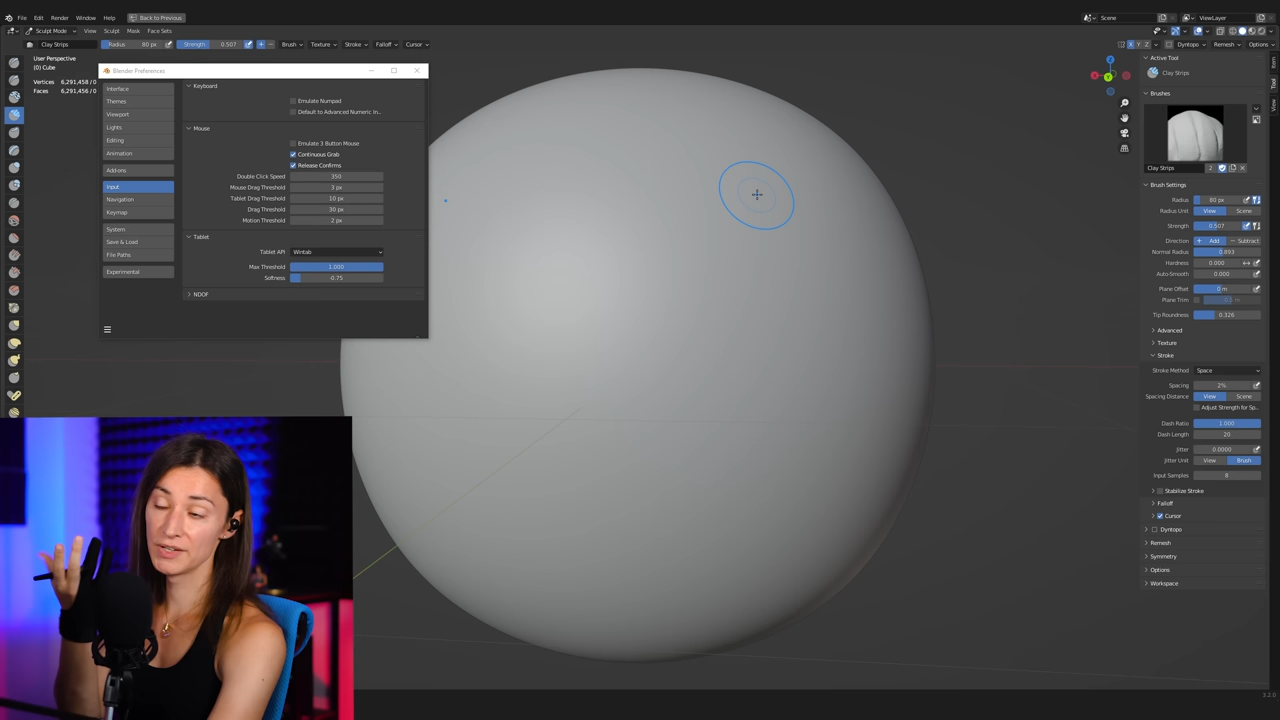 File Edit Render Window Help Back to Previous Scene ViewLayer
Sculpt Mode View Sculpt Mask Face Sets X Y Z Dyntopo Remesh Options
Clay Strips Radius 80 px Strength 0.507 Brush Texture Stroke Falloff Cursor
User Perspective
(0) Cube
Vertices 6,291,458 / 0
Faces 6,291,456 / 0
Blender Preferences
Interface
Themes
Viewport
Lights
Editing
Animation
Add-ons
Input
Navigation
Keymap
System
Save & Load
File Paths
Experimental
Keyboard
Emulate Numpad
Default to Advanced Numeric In...
Mouse
Emulate 3 Button Mouse
Continuous Grab
Release Confirms
Double Click Speed 350
Mouse Drag Threshold 3 px
Tablet Drag Threshold 10 px
Drag Threshold 30 px
Motion Threshold 2 px
Tablet
Tablet API Wintab
Max Threshold 1.000
Softness -0.75
NDOF
Z
X Y
Item
Tool
View
Active Tool
Clay Strips
Brushes
Clay Strips 2
Brush Settings
Radius 80 px
Radius Unit View Scene
Strength 0.507
Direction + Add − Subtract
Normal Radius 0.893
Hardness 0.000
Auto-Smooth 0.000
Plane Offset 0 m
Plane Trim
Tip Roundness 0.326
Advanced
Texture
Stroke
Stroke Method Space
Spacing 2%
Spacing Distance View Scene
Adjust Strength for Sp...
Dash Ratio 1.000
Dash Length 20
Jitter 0.0000
Jitter Unit View Brush
Input Samples 8
Stabilize Stroke
Falloff
Cursor
Dyntopo
Remesh
Symmetry
Options
Workspace
3.2.0